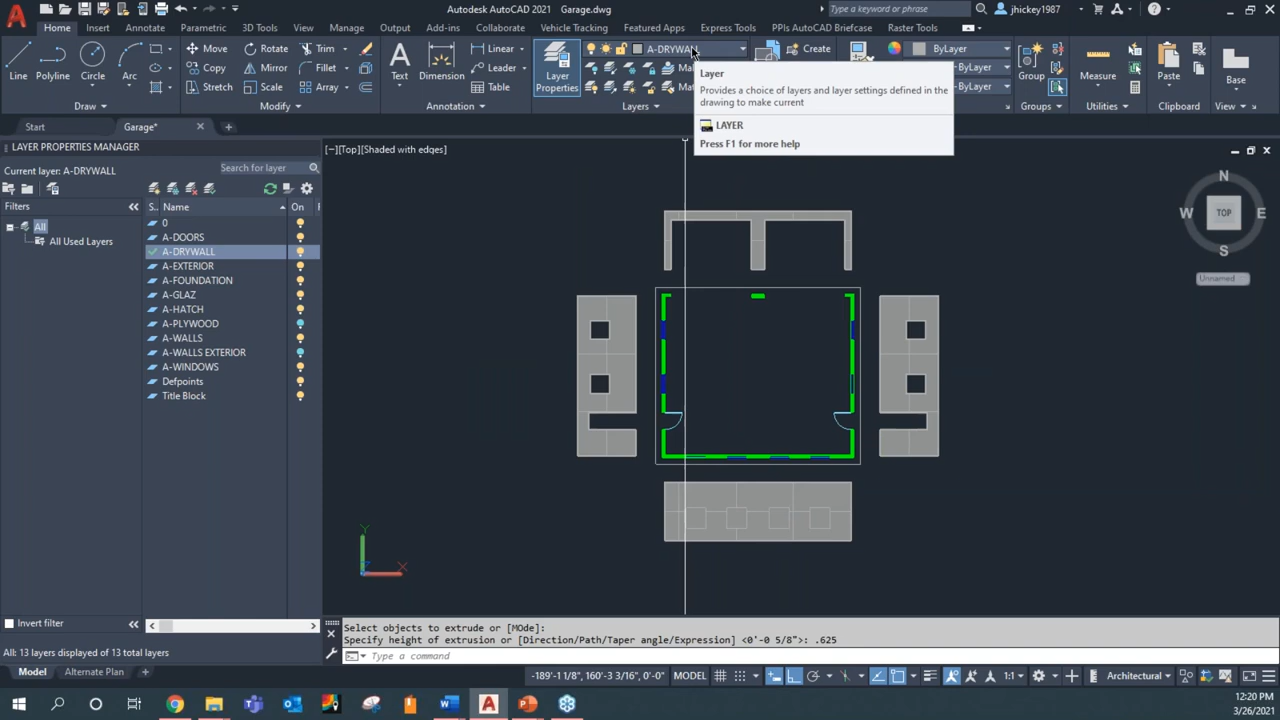 Autodesk AutoCAD 2021 Garage.dwg
Type a keyword or phrase
jhickey1987
Home Insert Annotate Parametric 3D Tools Visualize View Manage Output Add-ins Collaborate Vehicle Tracking Featured Apps Express Tools PPIs AutoCAD Briefcase Raster Tools
Line Polyline Circle Arc
Move Rotate Trim
Copy Mirror Fillet
Stretch Scale Array
Text Dimension
Linear
Leader
Table
Layer Properties
A-DRYWALL
Create
ByLayer
Group
Measure
Paste
Base
Draw Modify Annotation Layers Groups Utilities Clipboard View
Layer
Provides a choice of layers and layer settings defined in the
drawing to make current
LAYER
Press F1 for more help
Start Garage*
LAYER PROPERTIES MANAGER
Current layer: A-DRYWALL
Search for layer
Filters
All
All Used Layers
S.. Name On F
0
A-DOORS
A-DRYWALL
A-EXTERIOR
A-FOUNDATION
A-GLAZ
A-HATCH
A-PLYWOOD
A-WALLS
A-WALLS EXTERIOR
A-WINDOWS
Defpoints
Title Block
Invert filter
All: 13 layers displayed of 13 total layers
[−][Top][Shaded with edges]
N
W TOP E
S
Unnamed
Y
X
Select objects to extrude or [MOde]:
Specify height of extrusion or [Direction/Path/Taper angle/Expression] <0'-0 5/8">: .625
Type a command
Model Alternate Plan
-189'-1 11/8", 160'-3 3/16", 0'-0" MODEL
1:1
Architectural
12:20 PM
3/26/2021